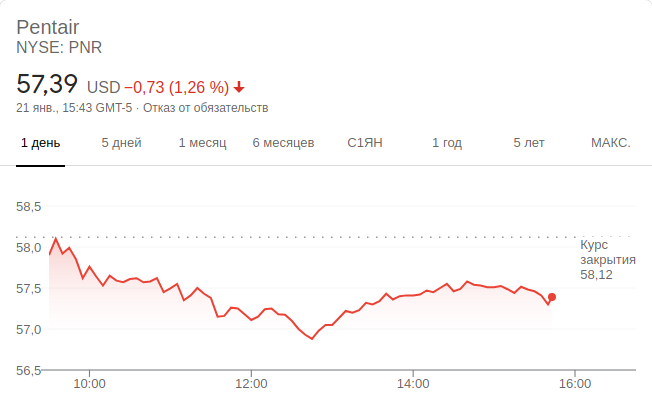 Pentair
NYSE: PNR
57,39 USD −0,73 (1,26 %)
21 янв., 15:43 GMT-5 · Отказ от обязательств
1 день 5 дней 1 месяц 6 месяцев С1ЯН 1 год 5 лет МАКС.
58,5
58,0
Курс
закрытия
58,12
57,5
57,0
56,5
10:00 12:00 14:00 16:00